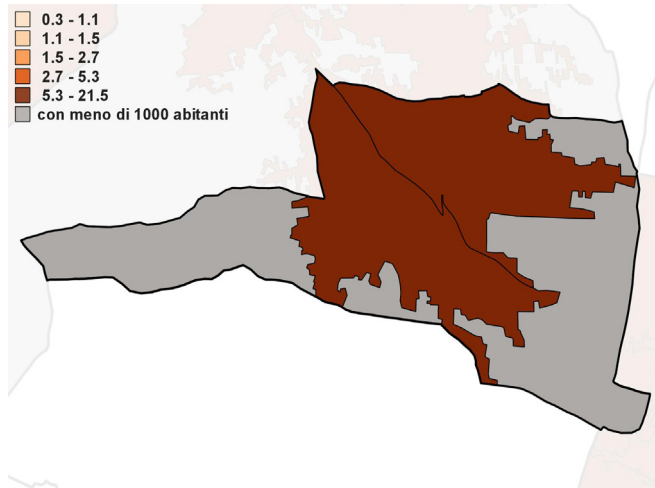 0.3 - 1.1
1.1 - 1.5
1.5 - 2.7
2.7 - 5.3
5.3 - 21.5
con meno di 1000 abitanti